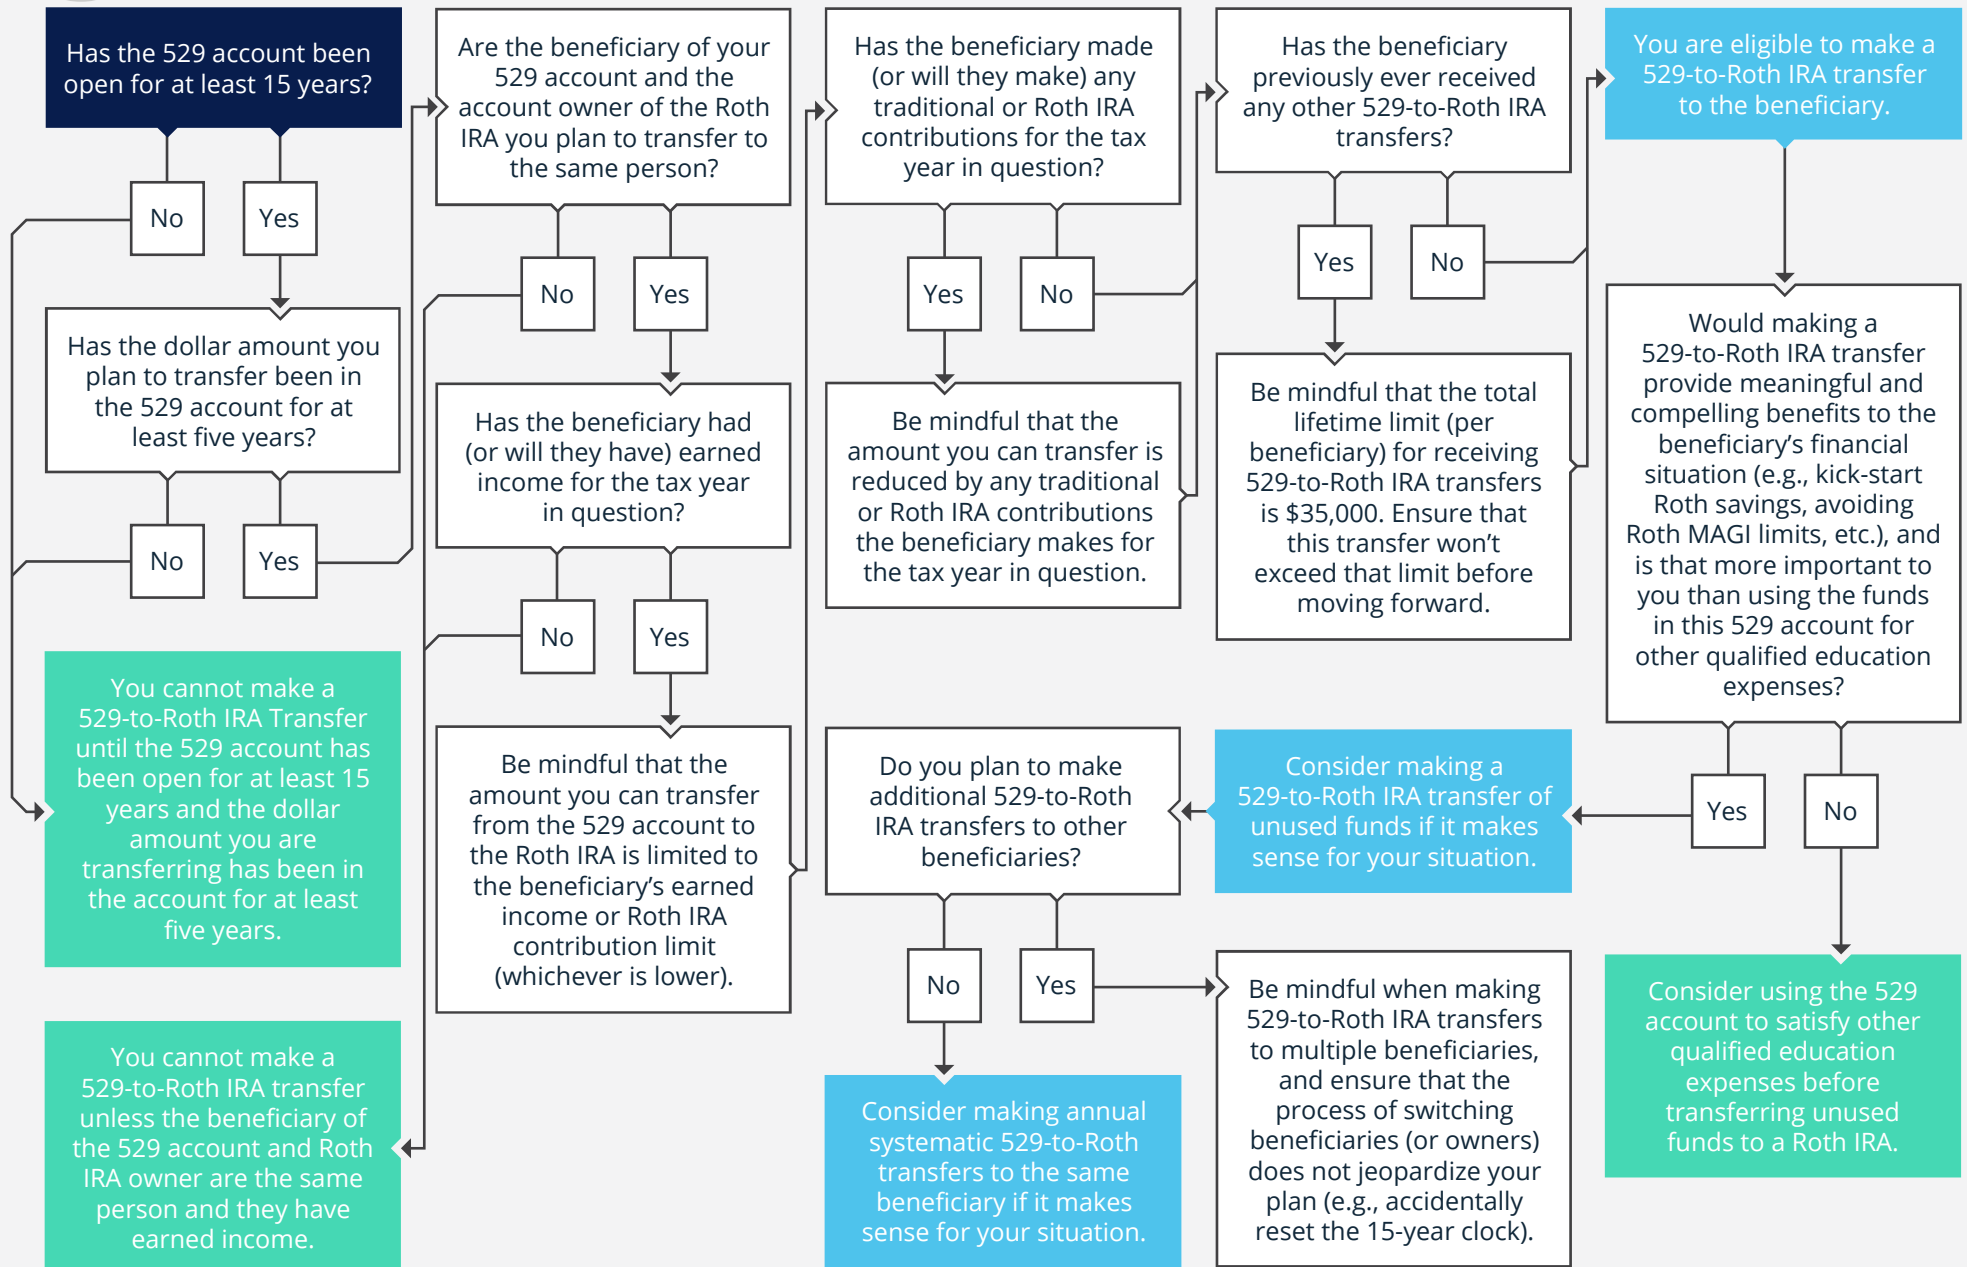 Has the 529 account been
open for at least 15 years?
No
Yes
Has the dollar amount you
plan to transfer been in
the 529 account for at
least five years?
No
Yes
You cannot make a
529-to-Roth IRA Transfer
until the 529 account has
been open for at least 15
years and the dollar
amount you are
transferring has been in
the account for at least
five years.
You cannot make a
529-to-Roth IRA transfer
unless the beneficiary of
the 529 account and Roth
IRA owner are the same
person and they have
earned income.
Are the beneficiary of your
529 account and the
account owner of the Roth
IRA you plan to transfer to
the same person?
No
Yes
Has the beneficiary had
(or will they have) earned
income for the tax year
in question?
No
Yes
Be mindful that the
amount you can transfer
from the 529 account to
the Roth IRA is limited to
the beneficiary's earned
income or Roth IRA
contribution limit
(whichever is lower).
Has the beneficiary made
(or will they make) any
traditional or Roth IRA
contributions for the tax
year in question?
Yes
No
Be mindful that the
amount you can transfer is
reduced by any traditional
or Roth IRA contributions
the beneficiary makes for
the tax year in question.
Has the beneficiary
previously ever received
any other 529-to-Roth IRA
transfers?
Yes
No
Be mindful that the total
lifetime limit (per
beneficiary) for receiving
529-to-Roth IRA transfers
is $35,000. Ensure that
this transfer won't
exceed that limit before
moving forward.
You are eligible to make a
529-to-Roth IRA transfer
to the beneficiary.
Would making a
529-to-Roth IRA transfer
provide meaningful and
compelling benefits to the
beneficiary's financial
situation (e.g., kick-start
Roth savings, avoiding
Roth MAGI limits, etc.), and
is that more important to
you than using the funds
in this 529 account for
other qualified education
expenses?
Yes
No
Consider using the 529
account to satisfy other
qualified education
expenses before
transferring unused
funds to a Roth IRA.
Consider making a
529-to-Roth IRA transfer of
unused funds if it makes
sense for your situation.
Do you plan to make
additional 529-to-Roth
IRA transfers to other
beneficiaries?
No
Yes
Consider making annual
systematic 529-to-Roth
transfers to the same
beneficiary if it makes
sense for your situation.
Be mindful when making
529-to-Roth IRA transfers
to multiple beneficiaries,
and ensure that the
process of switching
beneficiaries (or owners)
does not jeopardize your
plan (e.g., accidentally
reset the 15-year clock).